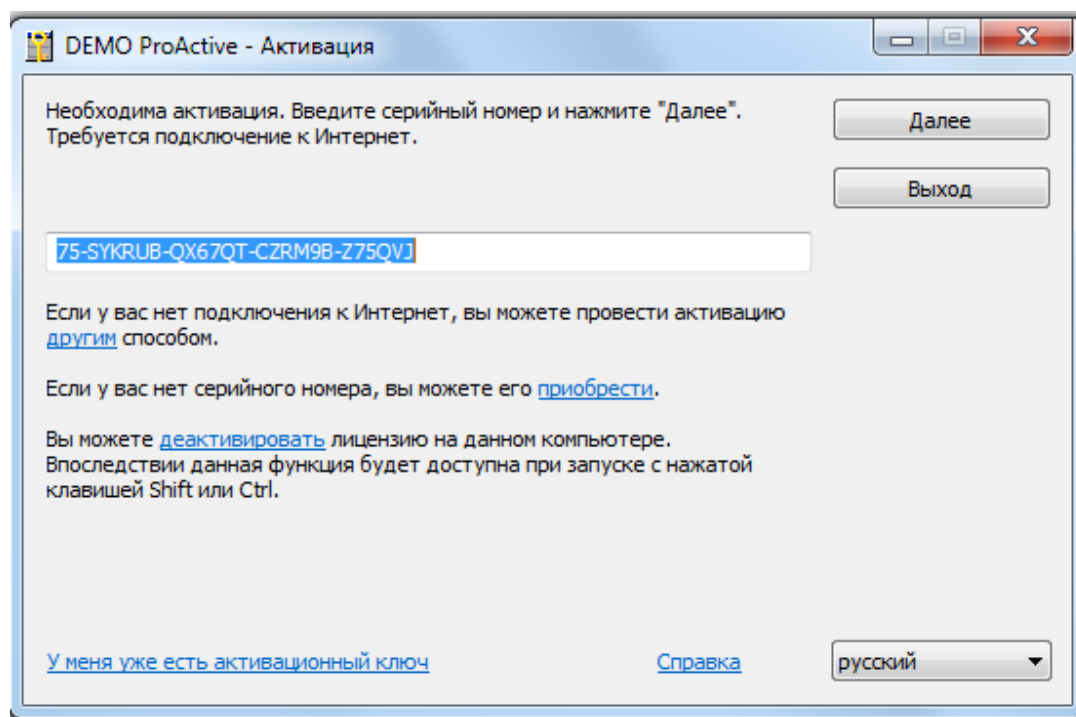 DEMO ProActive - Активация
Необходима активация. Введите серийный номер и нажмите "Далее".
Требуется подключение к Интернет.
Далее
Выход
75-SYKRUB-QX67QT-CZRM9B-Z75QVJ
Если у вас нет подключения к Интернет, вы можете провести активацию
другим способом.
Если у вас нет серийного номера, вы можете его приобрести.
Вы можете деактивировать лицензию на данном компьютере.
Впоследствии данная функция будет доступна при запуске с нажатой
клавишей Shift или Ctrl.
У меня уже есть активационный ключ
Справка
русский